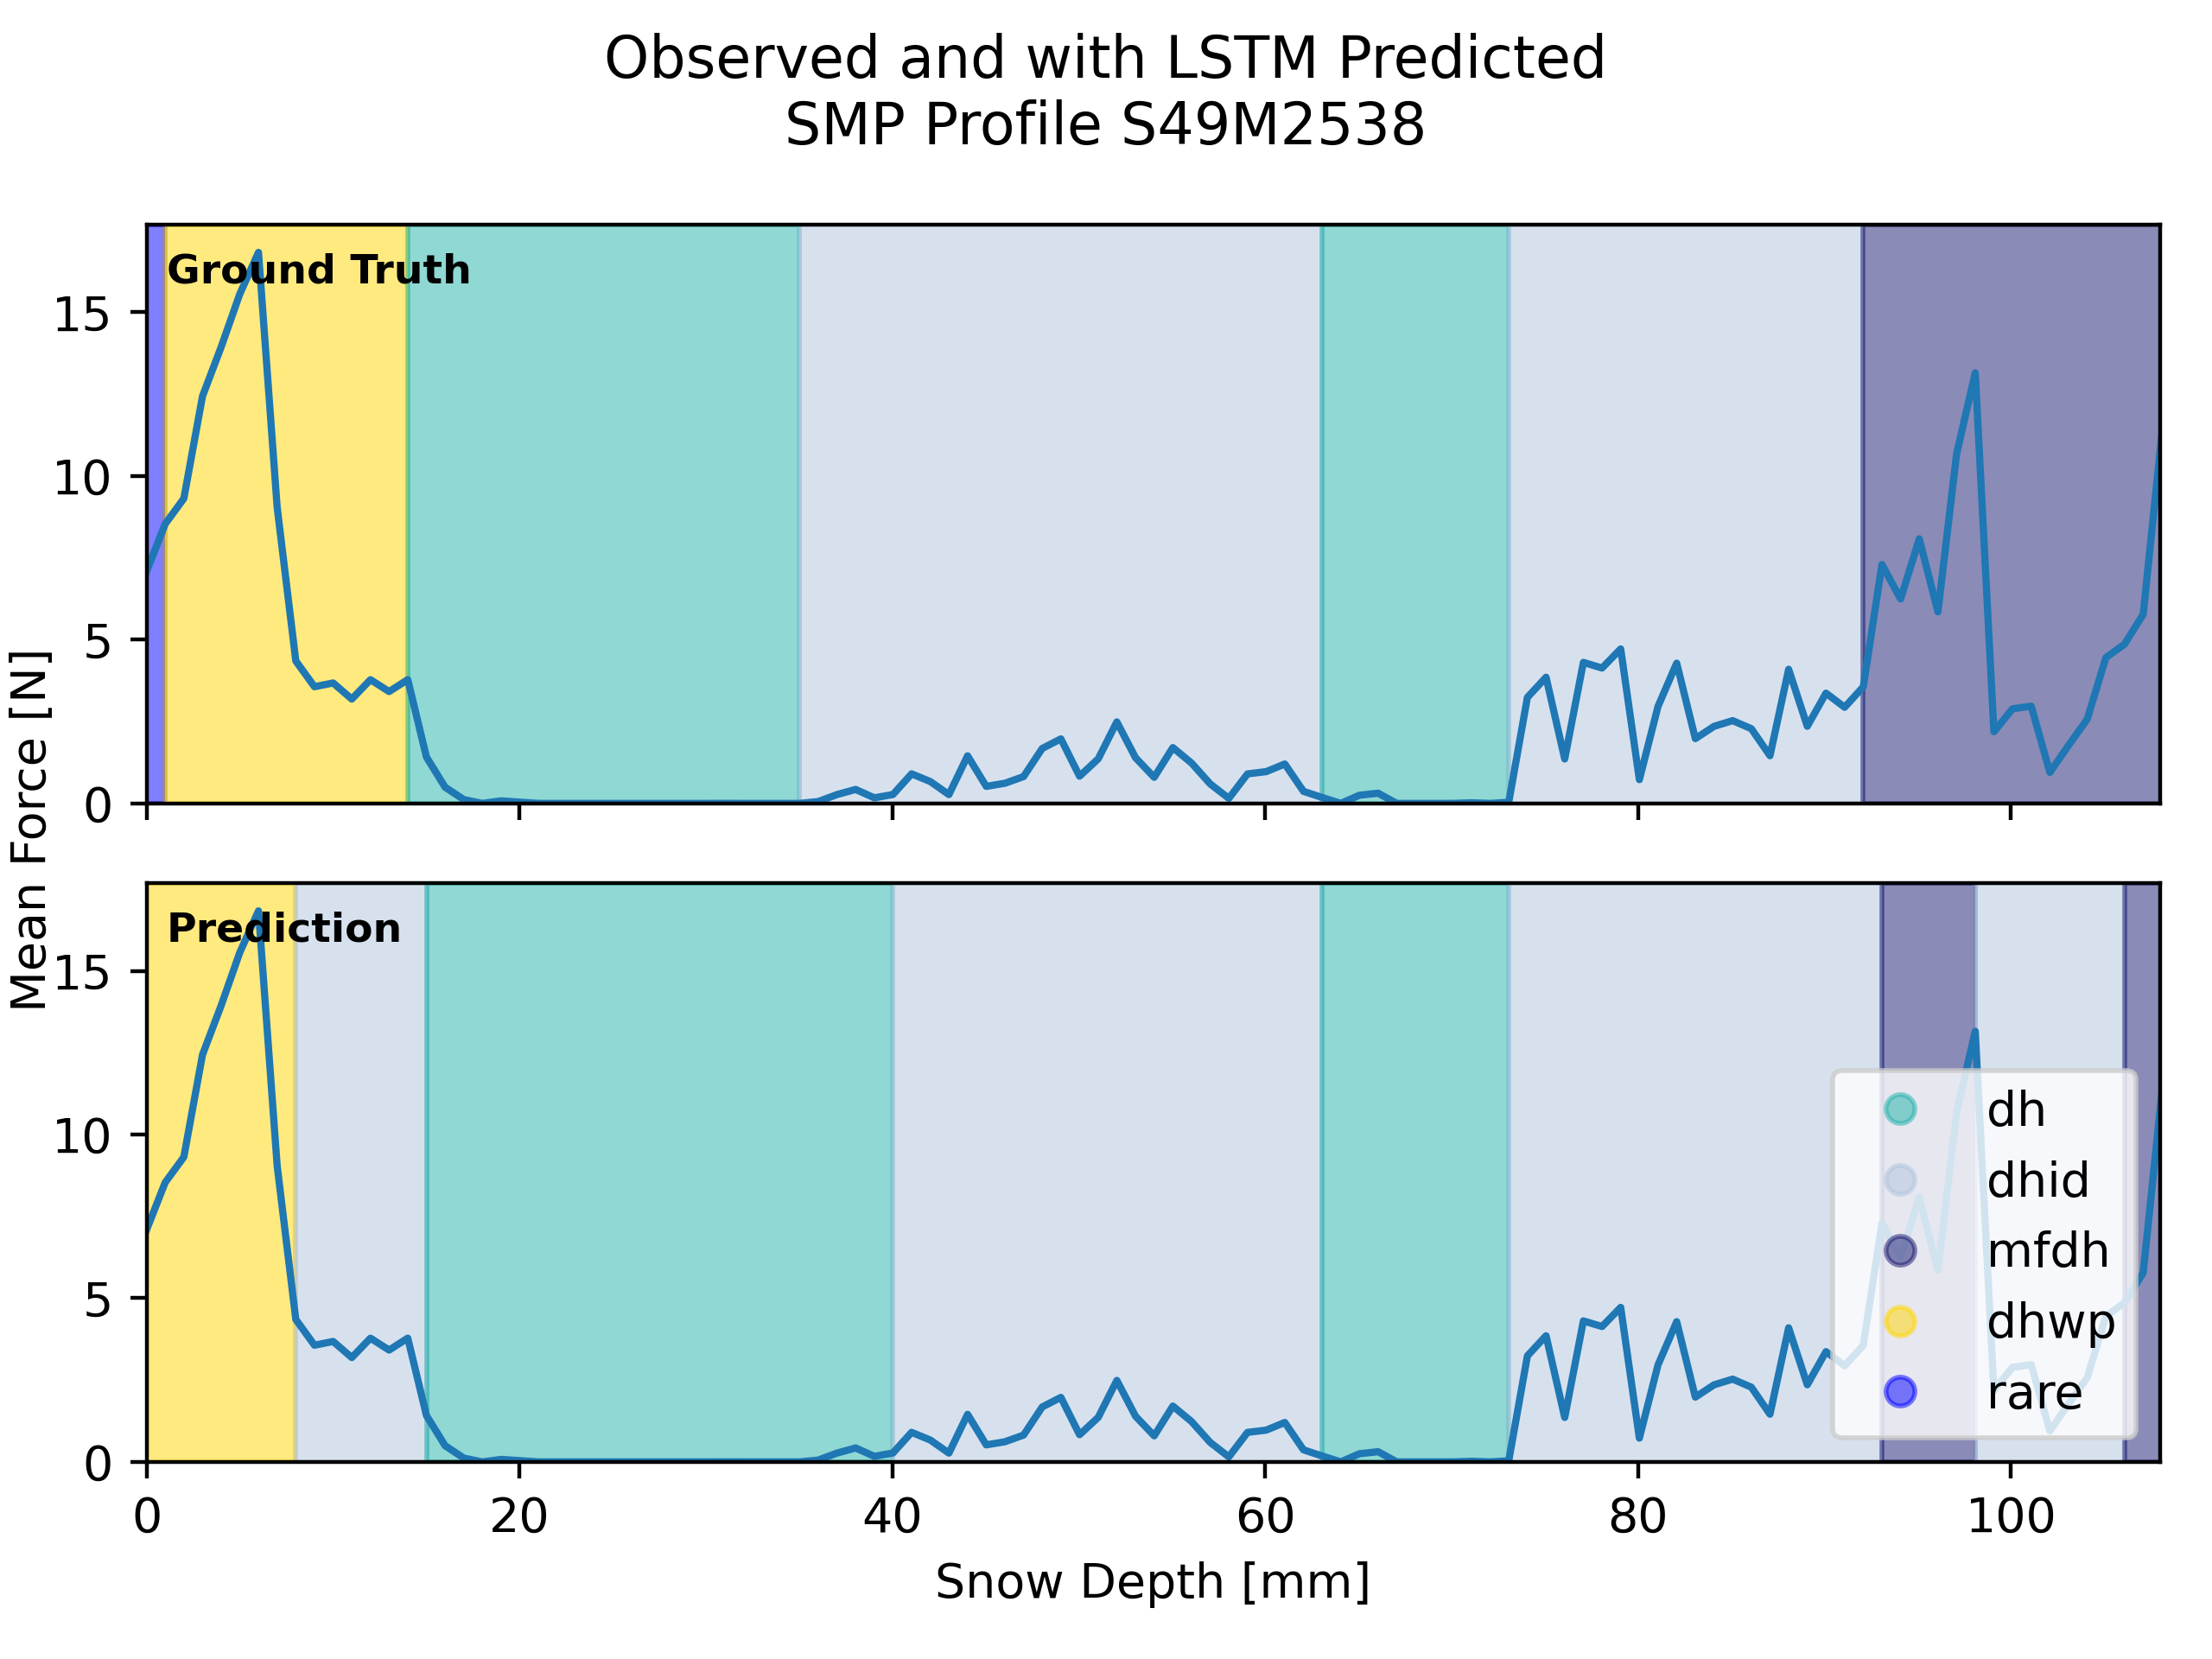 Observed and with LSTM Predicted
SMP Profile S49M2538
Mean Force [N]
Ground Truth
15
10
5
0
Prediction
15
10
5
0
dh
dhid
mfdh
dhwp
rare
0 20 40 60 80 100
Snow Depth [mm]